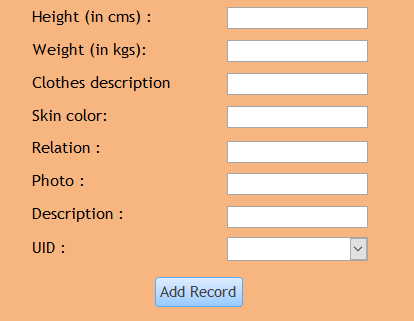 Height (in cms) :
Weight (in kgs):
Clothes description
Skin color:
Relation :
Photo :
Description :
UID :
Add Record